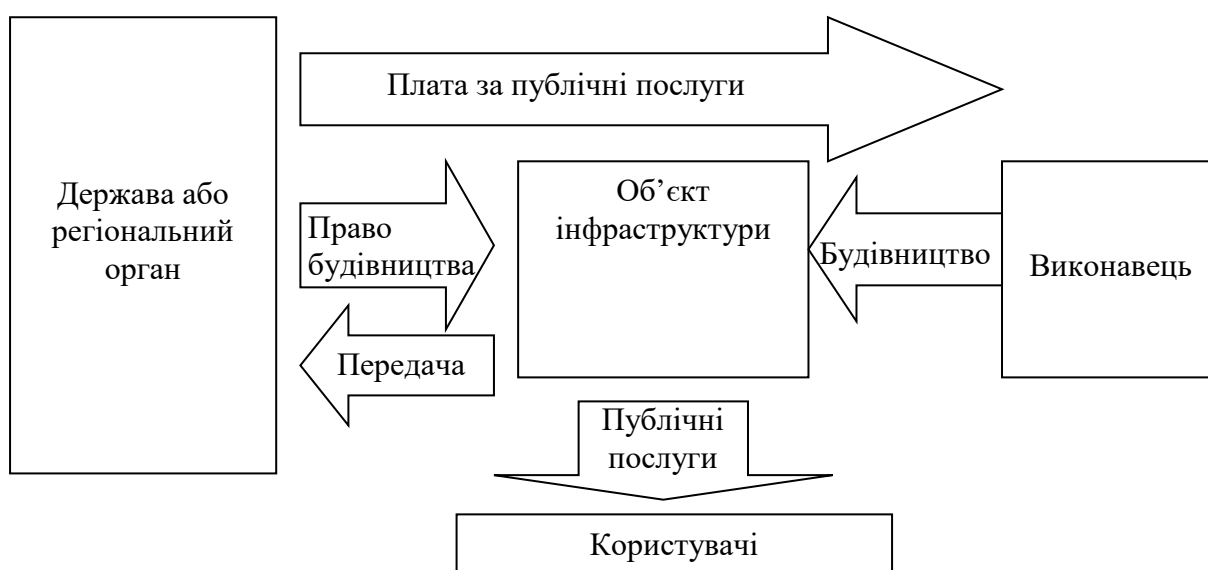 Плата за публічні послуги
Держава або
регіональний
орган
Право
будівництва
Передача
Об’єкт
інфраструктури
Будівництво
Виконавець
Публічні
послуги
Користувачі